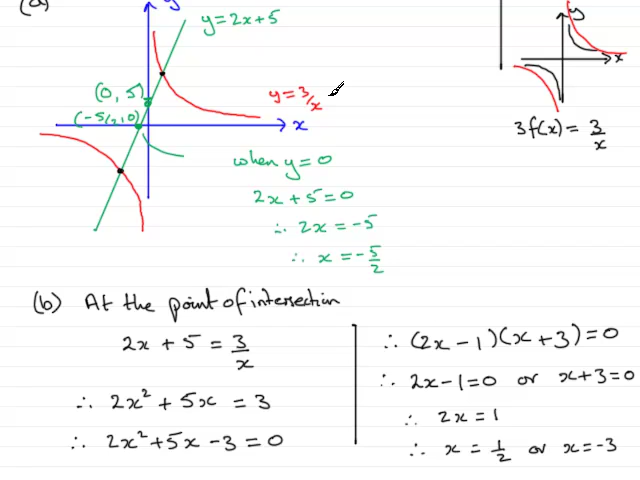 (a)
y
y = 2x + 5
(0, 5)
(-5/2, 0)
y = 3/x
x
when y = 0
2x + 5 = 0
∴ 2x = -5
∴ x = -5/2
y
x
3f(x) = 3/x
(b) At the point of intersection
2x + 5 = 3/x
∴ 2x² + 5x = 3
∴ 2x² + 5x - 3 = 0
∴ (2x - 1)(x + 3) = 0
∴ 2x - 1 = 0 or x + 3 = 0
∴ 2x = 1
∴ x = 1/2 or x = -3